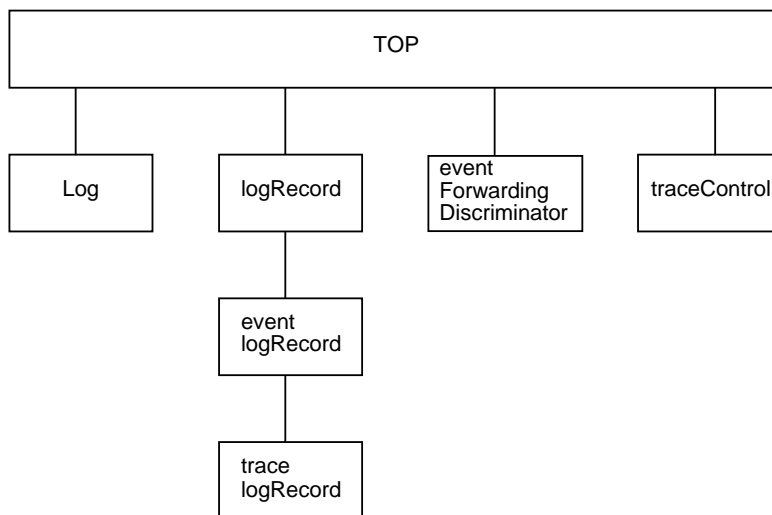 TOP
Log
logRecord
event
Forwarding
Discriminator
traceControl
event
logRecord
trace
logRecord